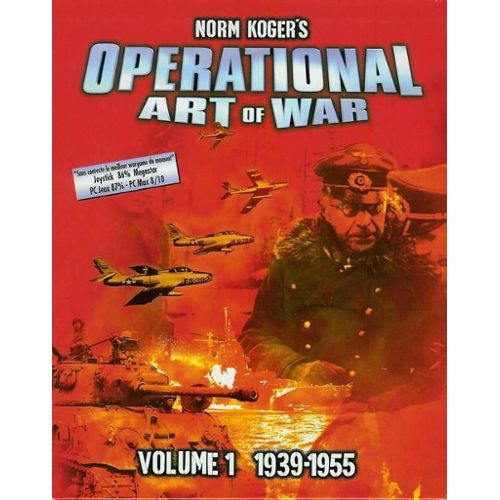 NORM KOGER'S
OPERATIONAL
ART OF WAR
"Sans conteste le meilleur wargame du moment"
Joystick 86% Megastar
PC Jeux 87% - PC Max 8/10
VOLUME 1 1939-1955